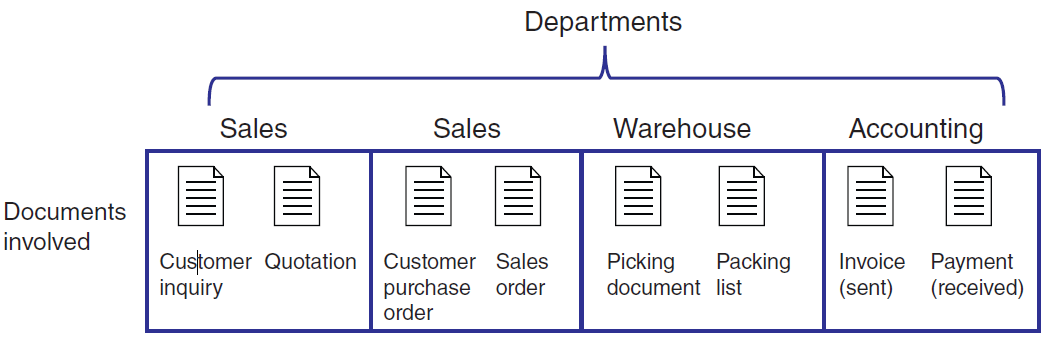 Departments
Sales Sales Warehouse Accounting
Documents
involved
Customer Quotation Customer Sales Picking Packing Invoice Payment
inquiry purchase order document list (sent) (received)
order